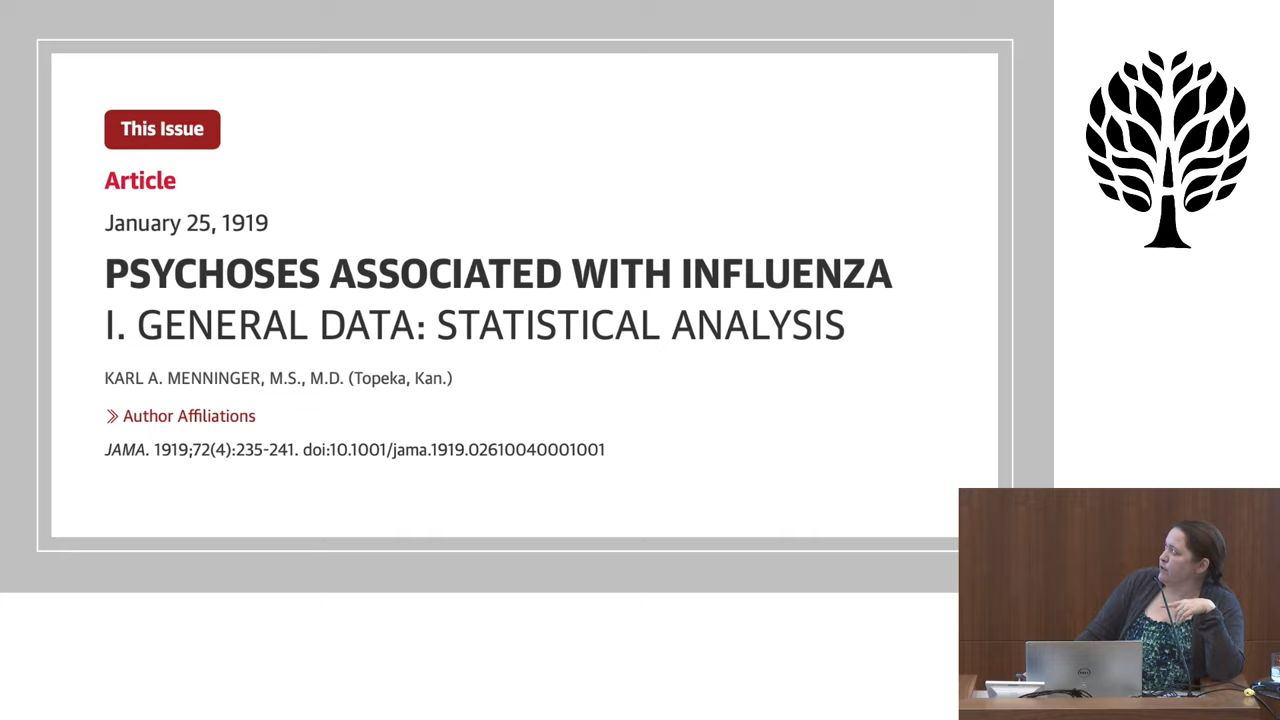 This Issue
Article
January 25, 1919
PSYCHOSES ASSOCIATED WITH INFLUENZA
I. GENERAL DATA: STATISTICAL ANALYSIS
KARL A. MENNINGER, M.S., M.D. (Topeka, Kan.)
Author Affiliations
JAMA. 1919;72(4):235-241. doi:10.1001/jama.1919.02610040001001
DELL